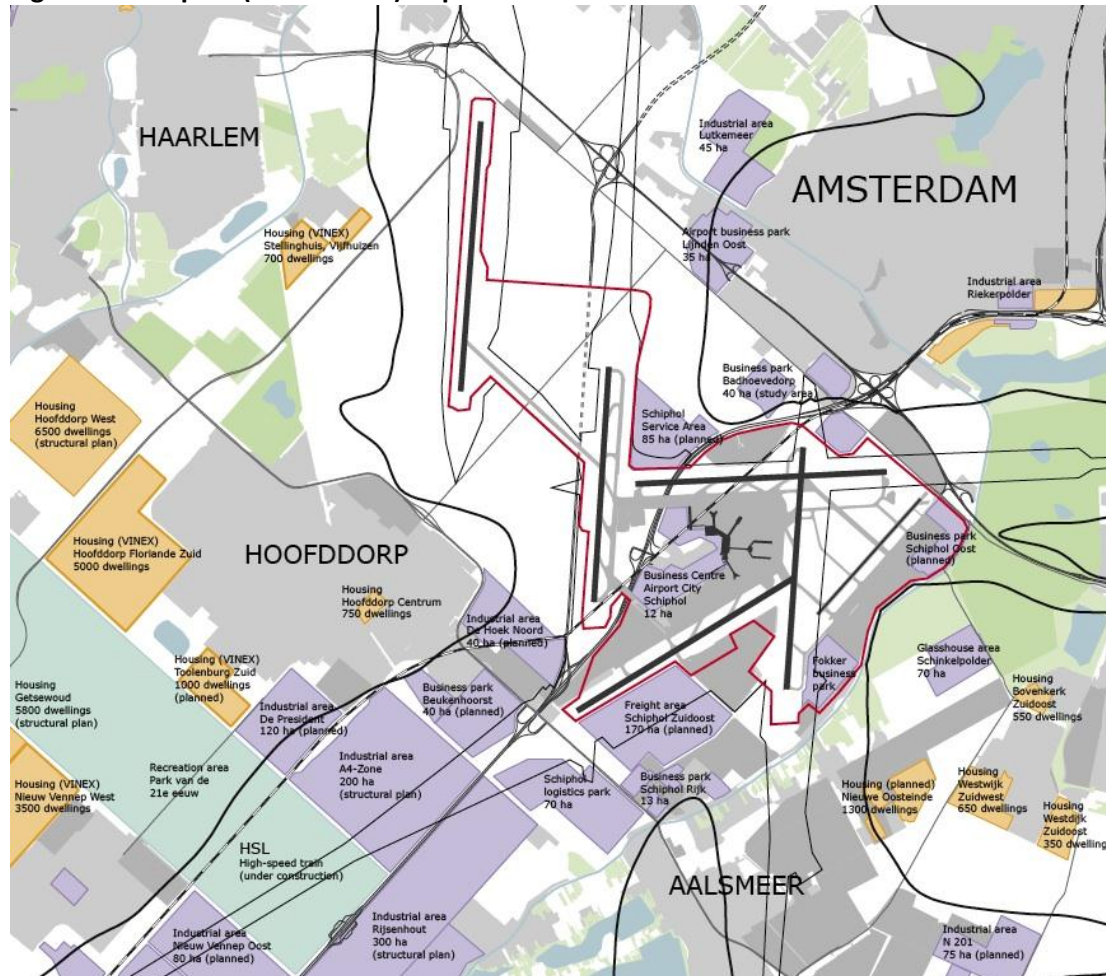 HAARLEM
AMSTERDAM
Industrial area
Lutkemeer
45 ha
Housing (VINEX)
Stellinghuis, Vijfhuizen
700 dwellings
Airport business park
Lijnden Oost
35 ha
Industrial area
Riekerpolder
Business park
Badhoevedorp
40 ha (study area)
Housing
Hoofddorp West
6500 dwellings
(structural plan)
Schiphol
Service Area
85 ha (planned)
Housing (VINEX)
Hoofddorp Floriande Zuid
5000 dwellings
HOOFDDORP
Business park
Schiphol Oost
(planned)
Business Centre
Airport City
Schiphol
12 ha
Housing
Hoofddorp Centrum
750 dwellings
Industrial area
De Hoek Noord
40 ha (planned)
Glasshouse area
Schinkelpolder
70 ha
Fokker
business
park
Housing (VINEX)
Toolenburg Zuid
1000 dwellings
(planned)
Housing
Getsewoud
5800 dwellings
(structural plan)
Business park
Beukenhoorst
40 ha (planned)
Industrial area
De President
120 ha (planned)
Freight area
Schiphol Zuidoost
170 ha (planned)
Housing
Bovenkerk
Zuidoost
550 dwellings
Industrial area
A4-Zone
200 ha
(structural plan)
Recreation area
Park van de
21e eeuw
Housing (VINEX)
Nieuw Vennep West
3500 dwellings
Schiphol
logistics park
70 ha
Business park
Schiphol Rijk
13 ha
Housing (planned)
Nieuwe Oosteinde
1300 dwellings
Housing
Westwijk
Zuidwest
650 dwellings
Housing
Westdijk
Zuidoost
350 dwelling
HSL
High-speed train
(under construction)
AALSMEER
Industrial area
Nieuw Vennep Oost
80 ha (planned)
Industrial area
Rijsenhout
300 ha
(structural plan)
Industrial area
N 201
75 ha (planned)